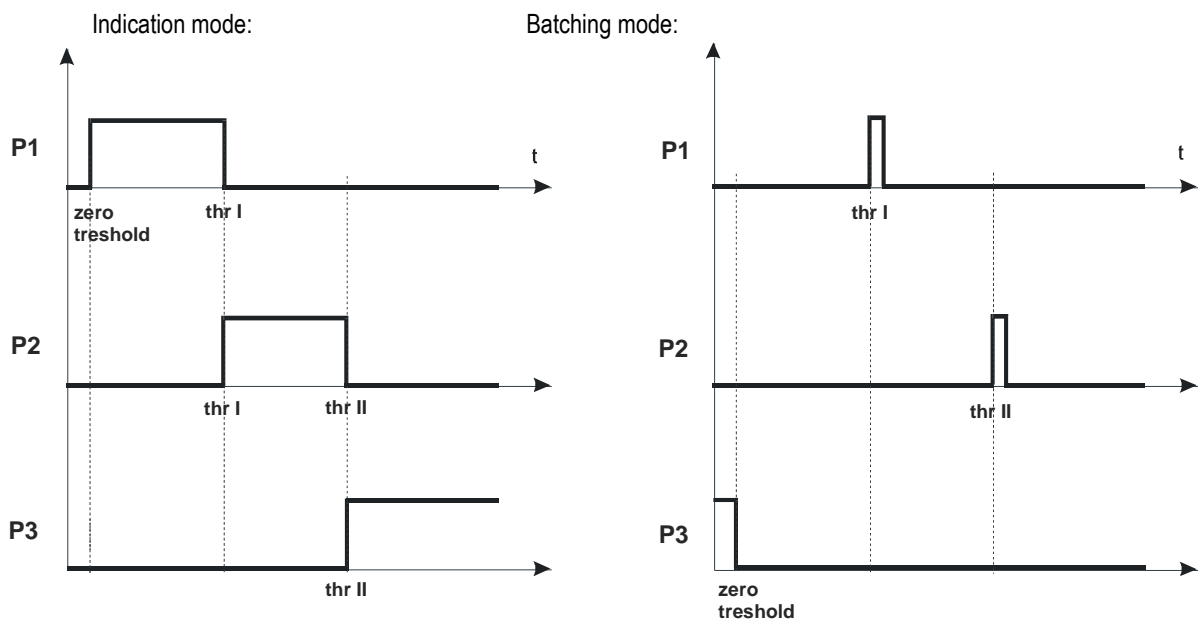 Indication mode:
P1
t
zero
treshold
thr I
P2
thr I
thr II
P3
thr II
Batching mode:
P1
t
thr I
P2
thr II
P3
zero
treshold